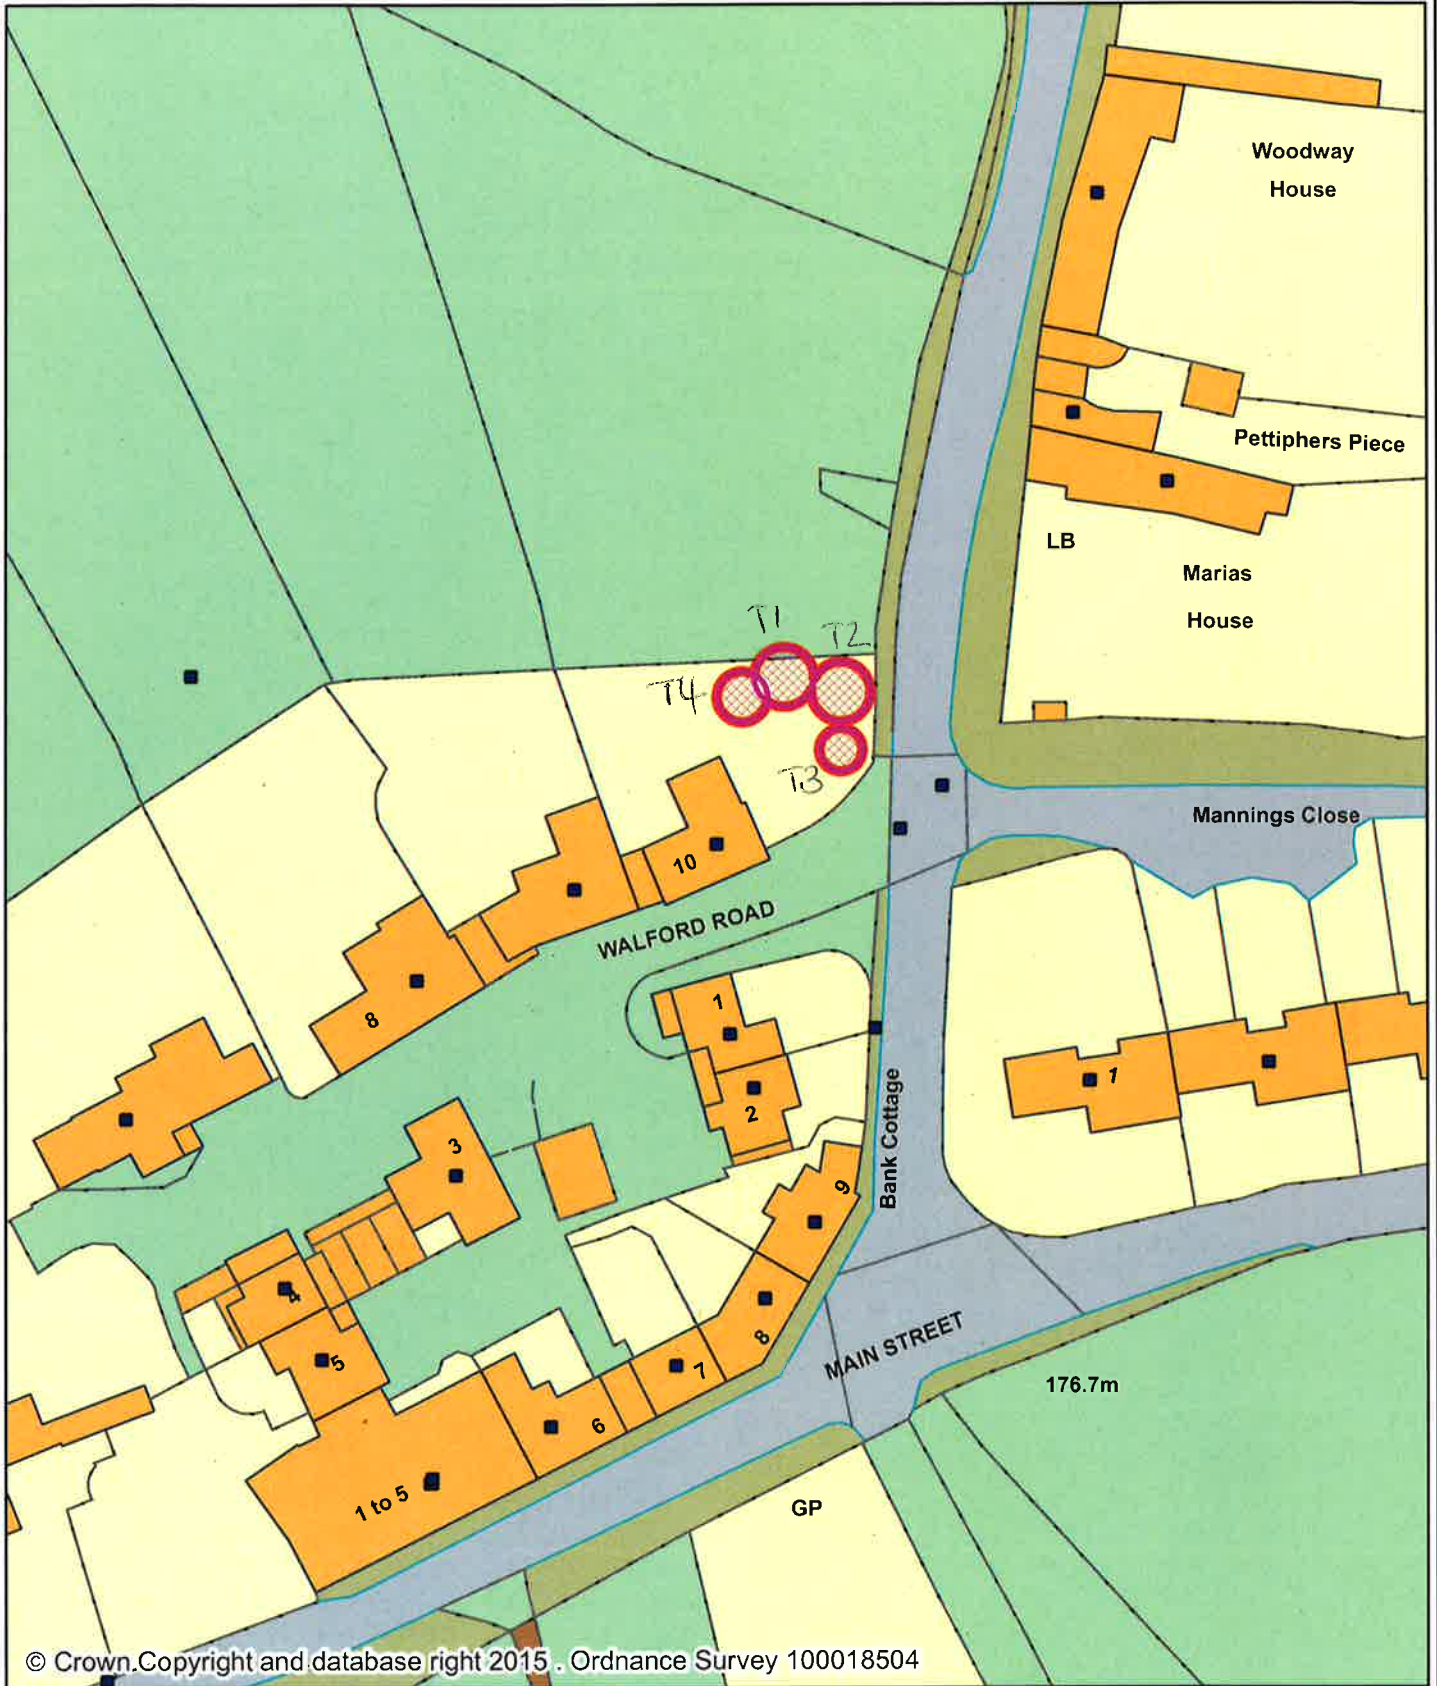 Woodway
House
Pettiphers Piece
LB
Marias
House
T1
T2
T4
T3
Mannings Close
10
WALFORD ROAD
8
1
2
1
Bank Cottage
3
9
4
5
8
7
6
MAIN STREET
176.7m
1 to 5
GP
© Crown Copyright and database right 2015 . Ordnance Survey 100018504